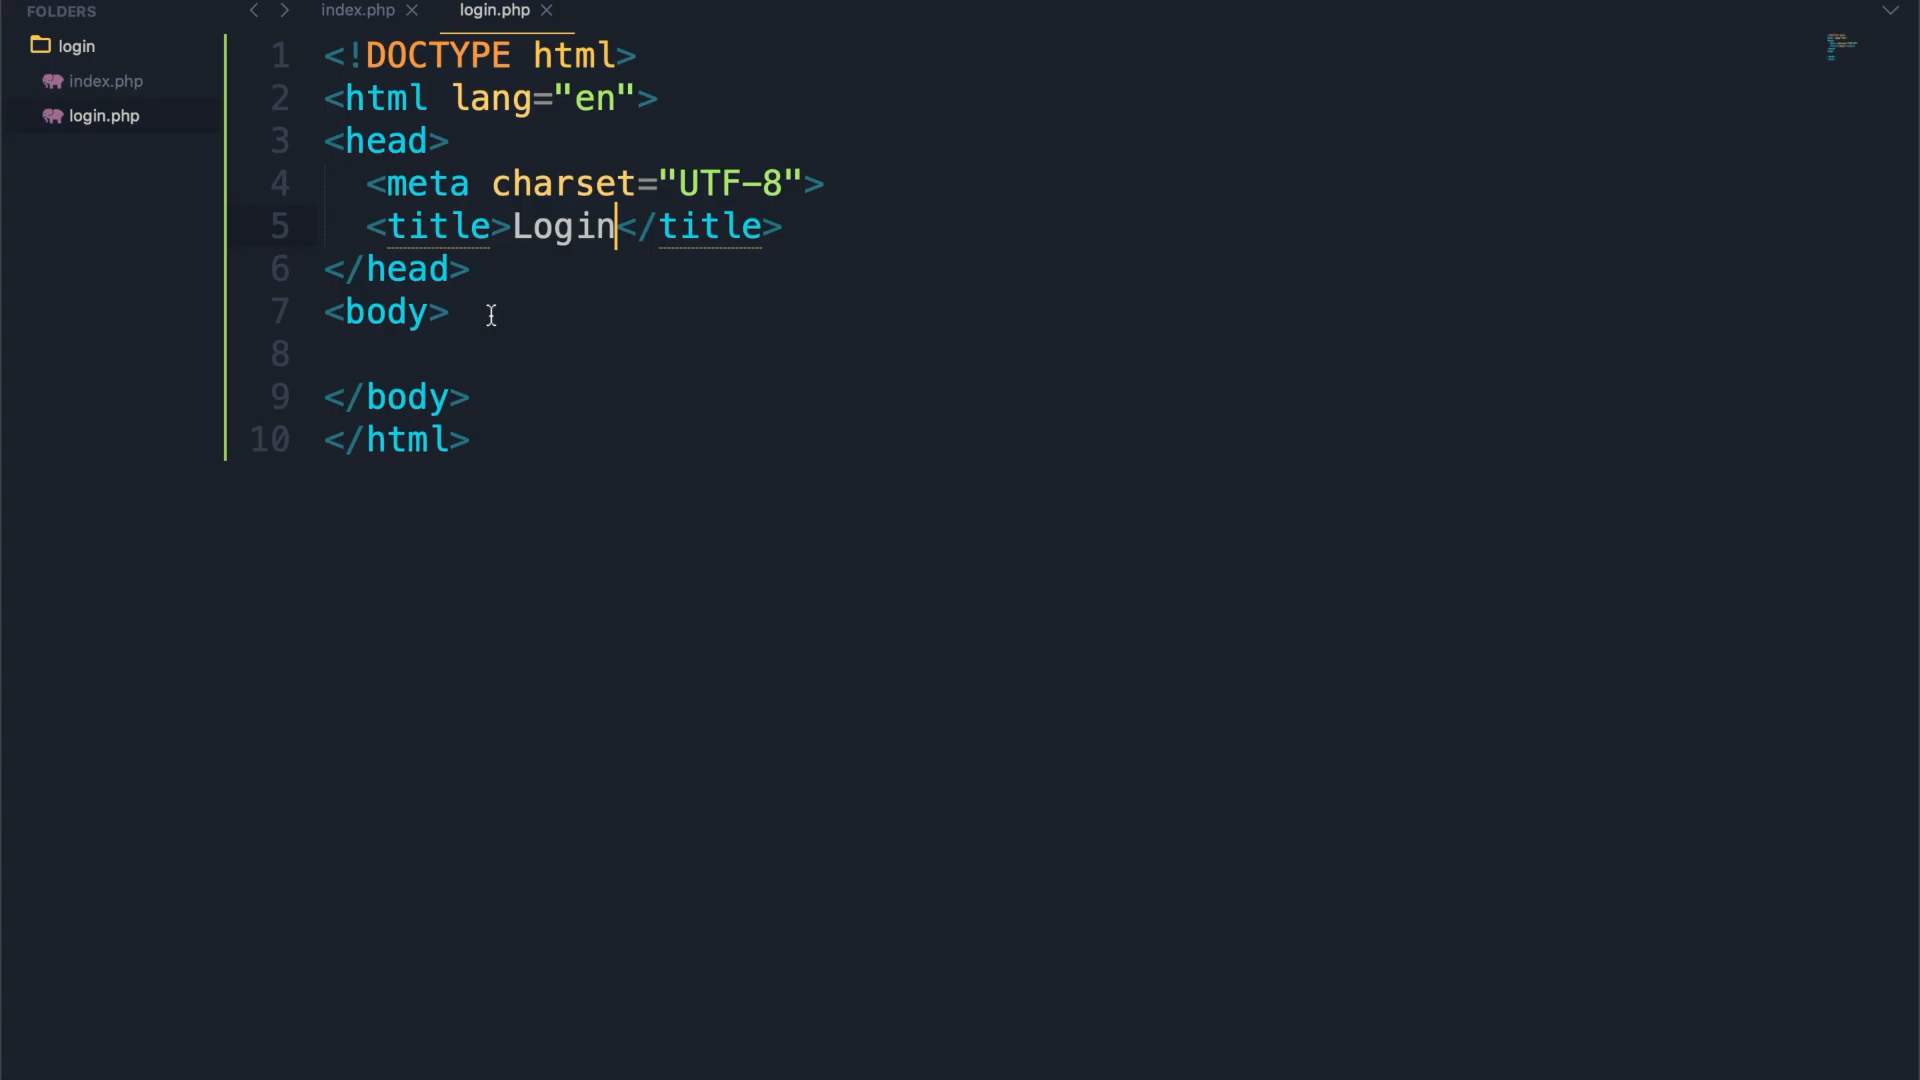 FOLDERS
login
index.php
login.php
index.php login.php
1 <!DOCTYPE html>
2 <html lang="en">
3 <head>
4 <meta charset="UTF-8">
5 <title>Login</title>
6 </head>
7 <body>
8
9 </body>
10 </html>